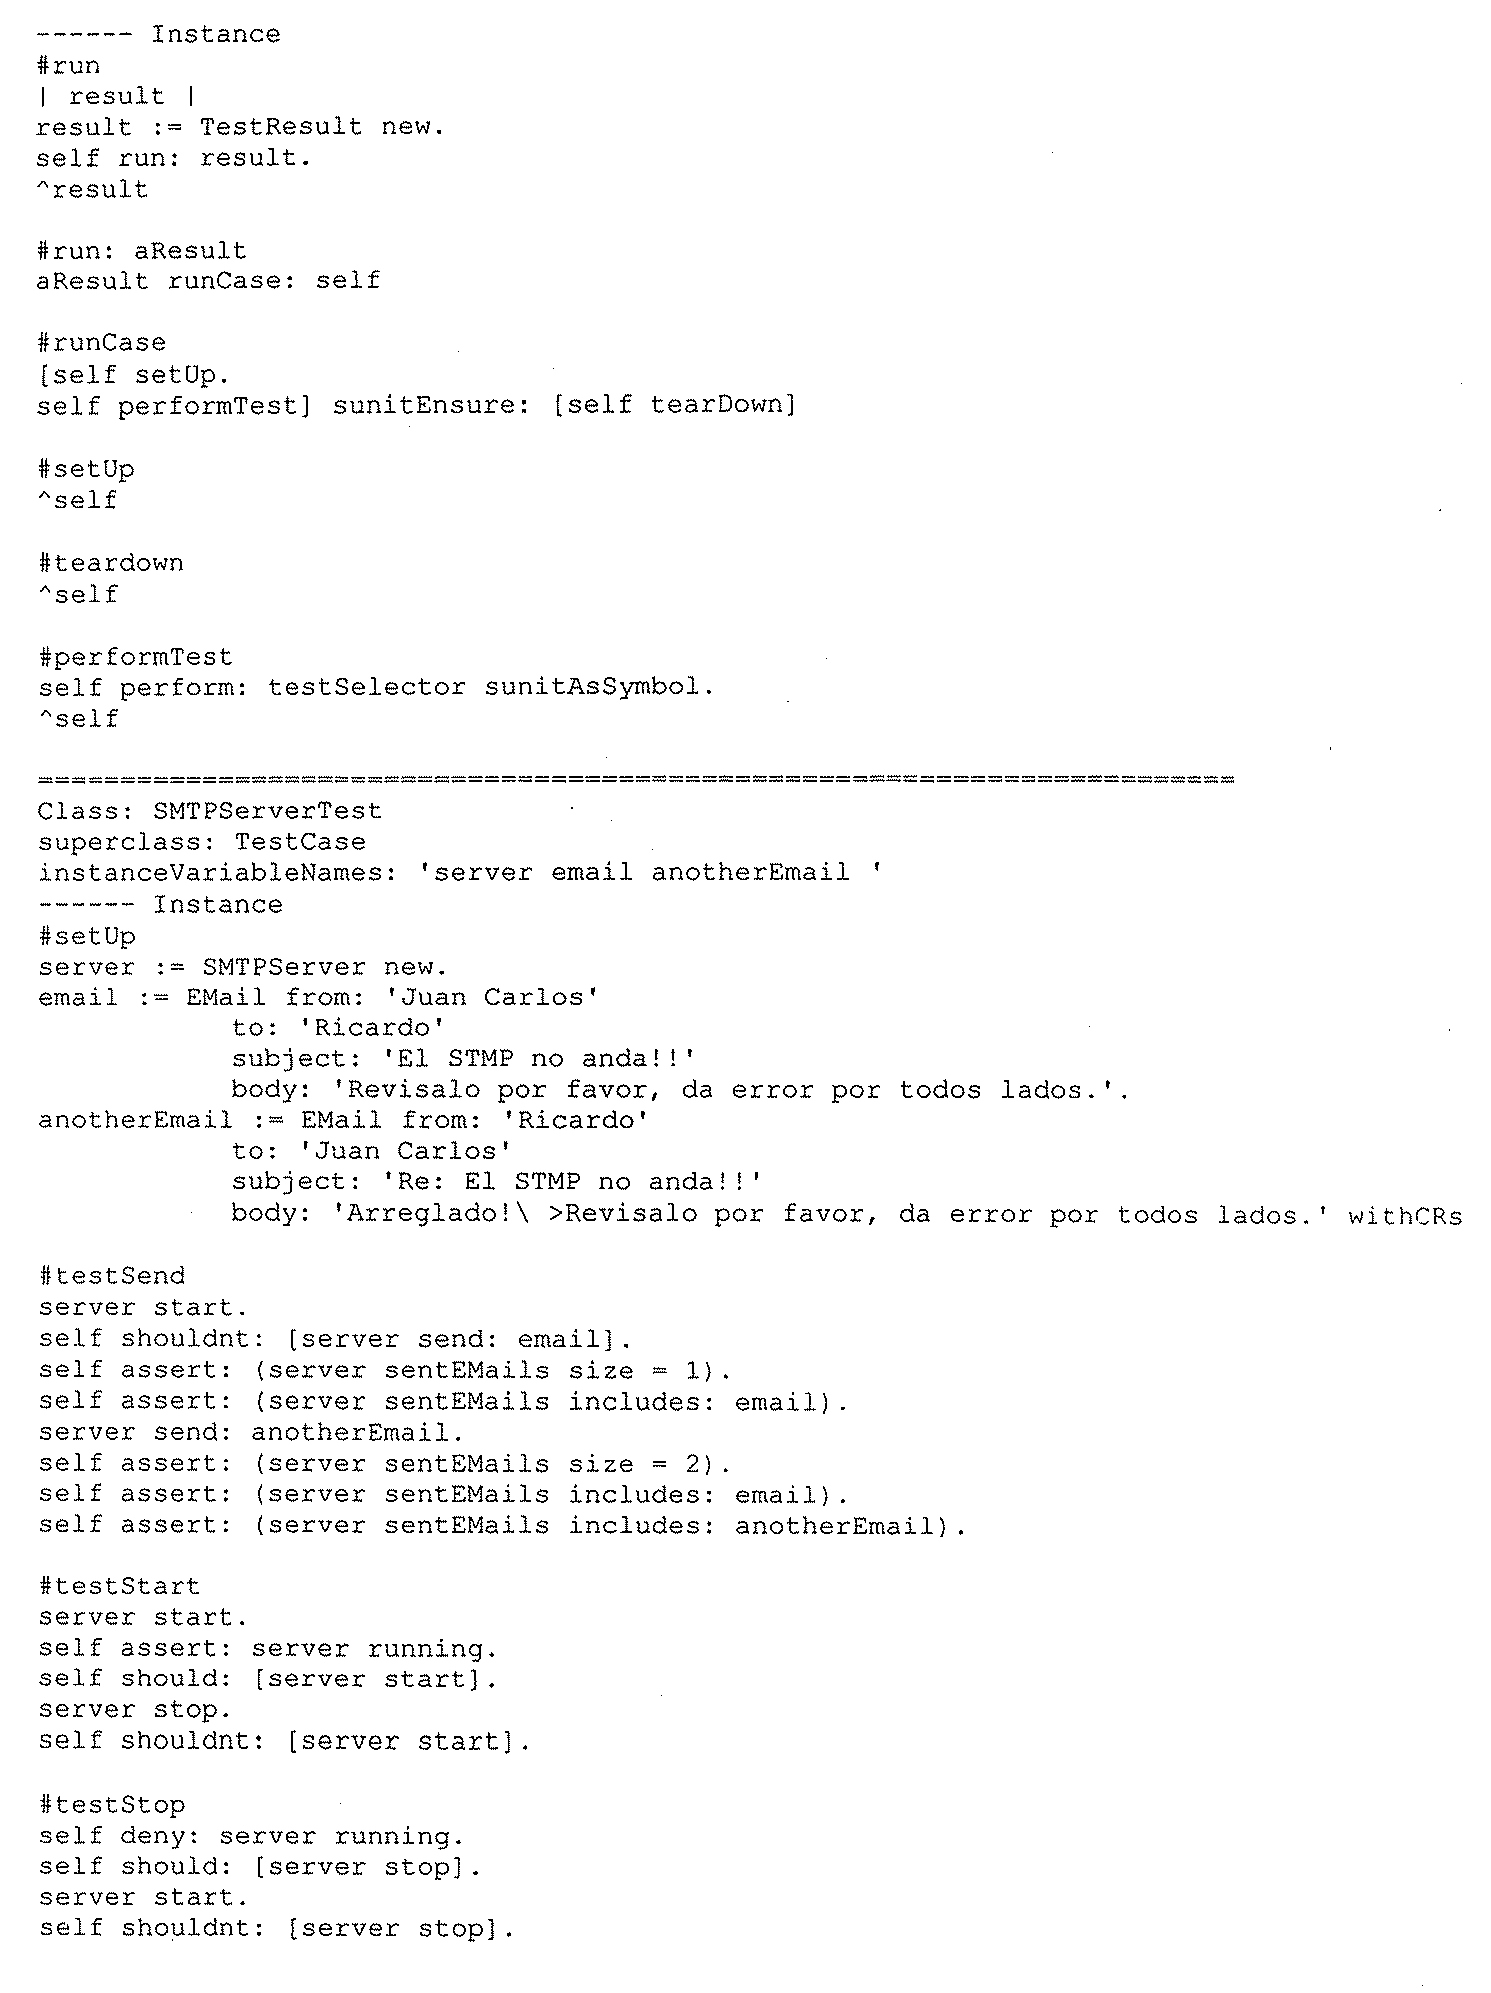 ------ Instance
#run
| result |
result := TestResult new.
self run: result.
^result
#run: aResult
aResult runCase: self
#runCase
[self setUp.
self performTest] sunitEnsure: [self tearDown]
#setUp
^self
#teardown
^self
#performTest
self perform: testSelector sunitAsSymbol.
^self
=========================================================================
Class: SMTPServerTest
superclass: TestCase
instanceVariableNames: 'server email anotherEmail '
------ Instance
#setUp
server := SMTPServer new.
email := EMail from: 'Juan Carlos'
to: 'Ricardo'
subject: 'El STMP no anda!!'
body: 'Revisalo por favor, da error por todos lados.'.
anotherEmail := EMail from: 'Ricardo'
to: 'Juan Carlos'
subject: 'Re: El STMP no anda!!'
body: 'Arreglado!\ >Revisalo por favor, da error por todos lados.' withCRs
#testSend
server start.
self shouldnt: [server send: email].
self assert: (server sentEMails size = 1).
self assert: (server sentEMails includes: email).
server send: anotherEmail.
self assert: (server sentEMails size = 2).
self assert: (server sentEMails includes: email).
self assert: (server sentEMails includes: anotherEmail).
#testStart
server start.
self assert: server running.
self should: [server start].
server stop.
self shouldnt: [server start].
#testStop
self deny: server running.
self should: [server stop].
server start.
self shouldnt: [server stop].